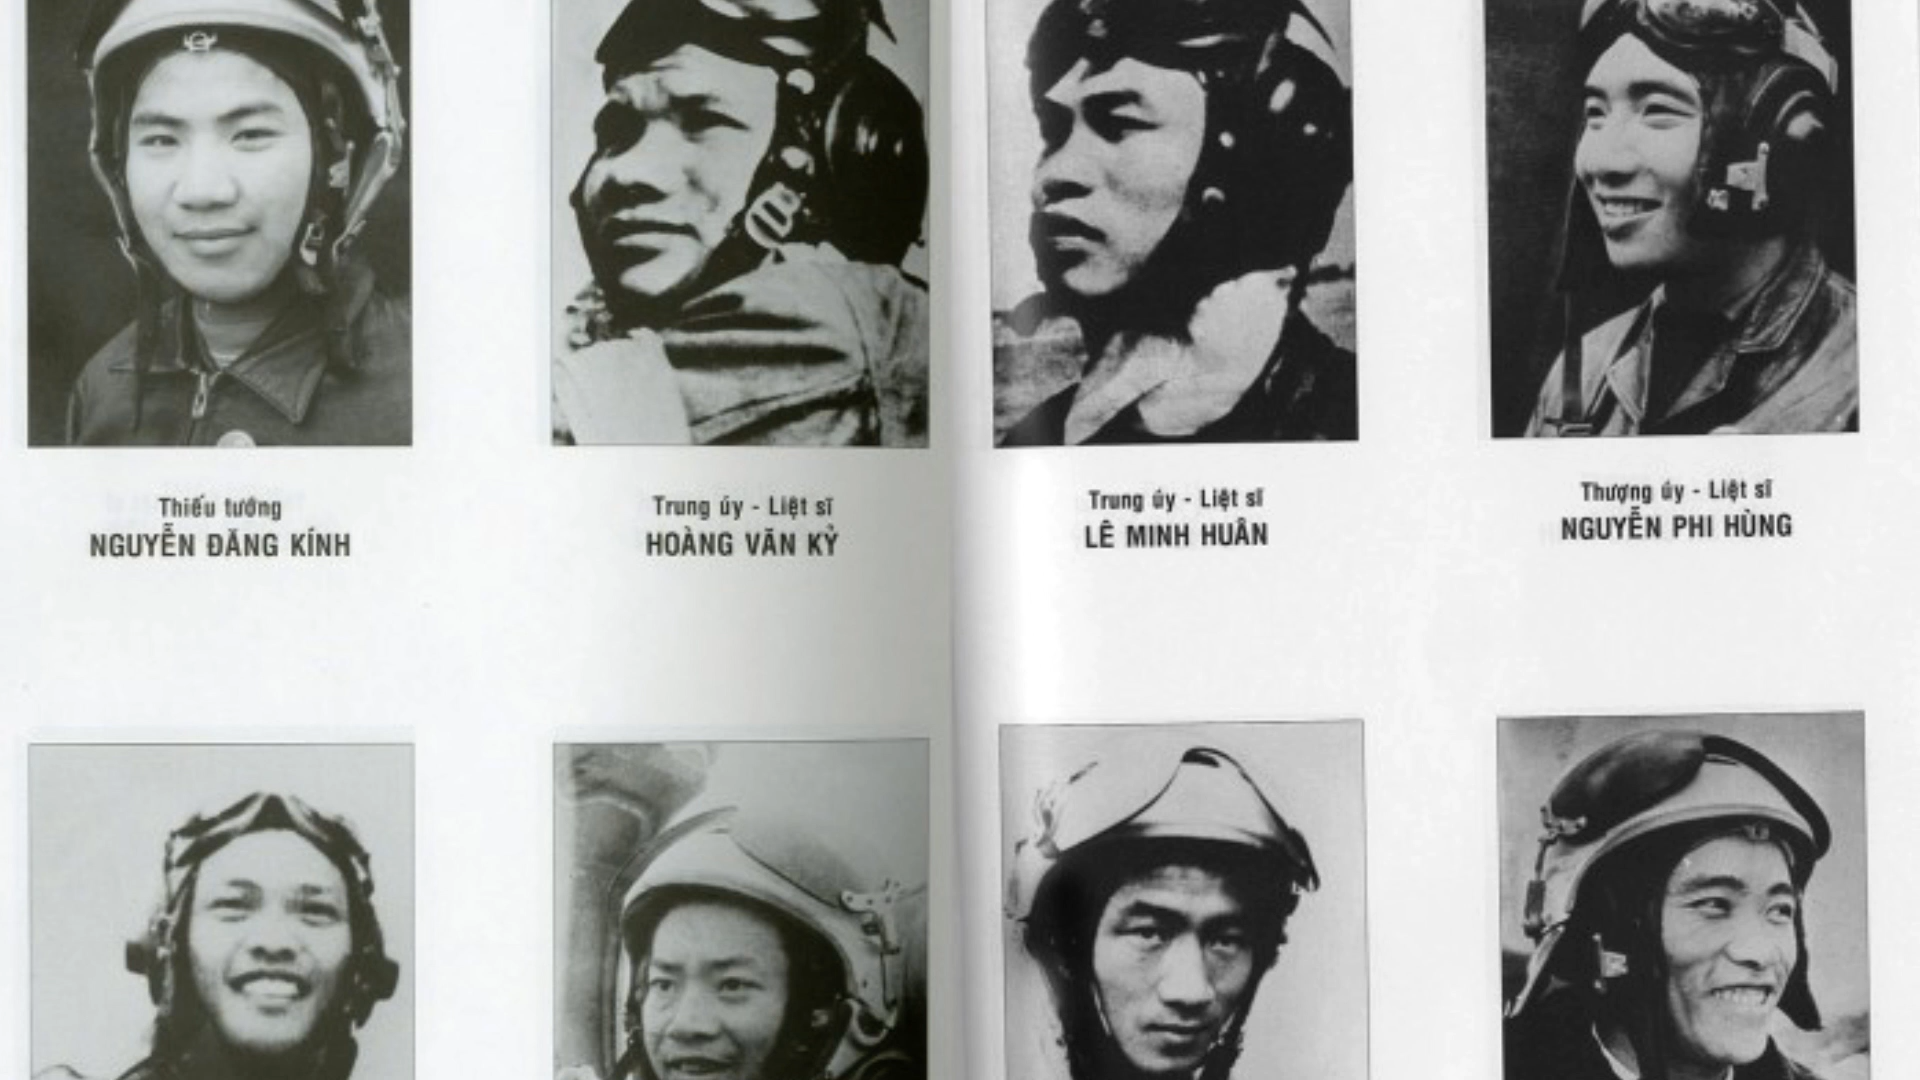 Thiếu tướng
NGUYỄN ĐĂNG KÍNH
Trung úy - Liệt sĩ
HOÀNG VĂN KỶ
Trung úy - Liệt sĩ
LÊ MINH HUÂN
Thượng úy - Liệt sĩ
NGUYỄN PHI HÙNG